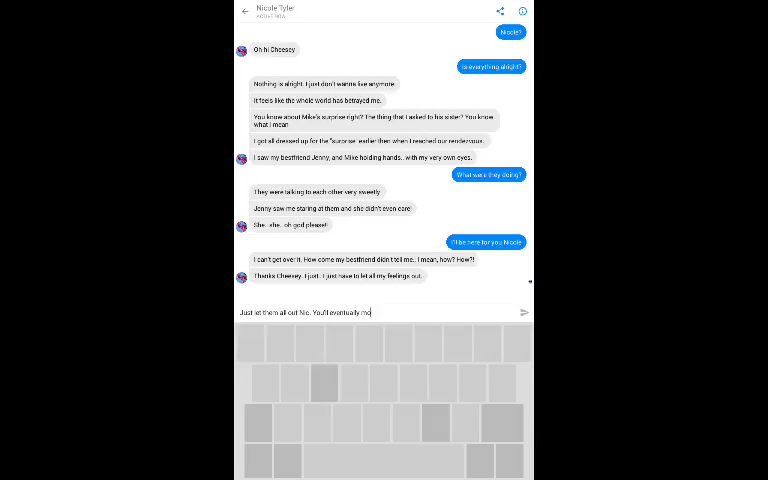 Nicole Tyler
ACTIVE NOW
Nicole?
Oh hi Cheesey
Is everything alright?
Nothing is alright. I just don't wanna live anymore.
It feels like the whole world has betrayed me.
You know about Mike's surprise right? The thing that I asked to his sister? You know
what I mean
I got all dressed up for the "surprise" earlier then when I reached our rendezvous..
I saw my bestfriend Jenny, and Mike holding hands.. with my very own eyes.
What were they doing?
They were talking to each other very sweetly
Jenny saw me staring at them and she didn't even care!
She.. she.. oh god please!!
I'll be here for you Nicole
I can't get over it. How come my bestfriend didn't tell me.. I mean, how? How?!
Thanks Cheesey. I just.. I just have to let all my feelings out.
Just let them all out Nic. You'll eventually mo